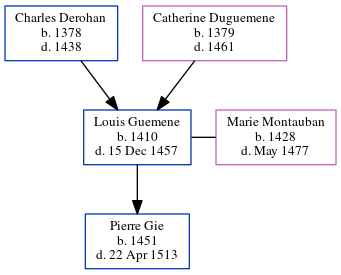 Charles Derohan
b. 1378
d. 1438
Catherine Duguemene
b. 1379
d. 1461
Louis Guemene
b. 1410
d. 15 Dec 1457
Marie Montauban
b. 1428
d. May 1477
Pierre Gie
b. 1451
d. 22 Apr 1513